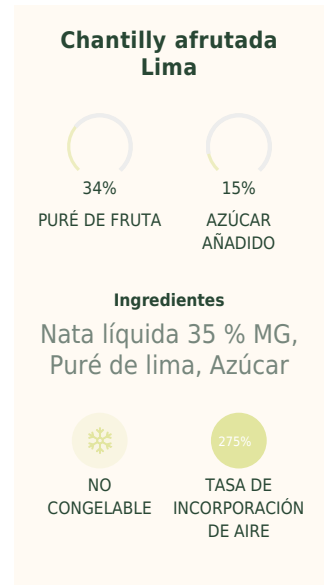 Chantilly afrutada
Lima
34%
15%
PURÉ DE FRUTA
AZÚCAR
AÑADIDO
Ingredientes
Nata líquida 35 % MG,
Puré de lima, Azúcar
275%
NO
CONGELABLE
TASA DE
INCORPORACIÓN
DE AIRE